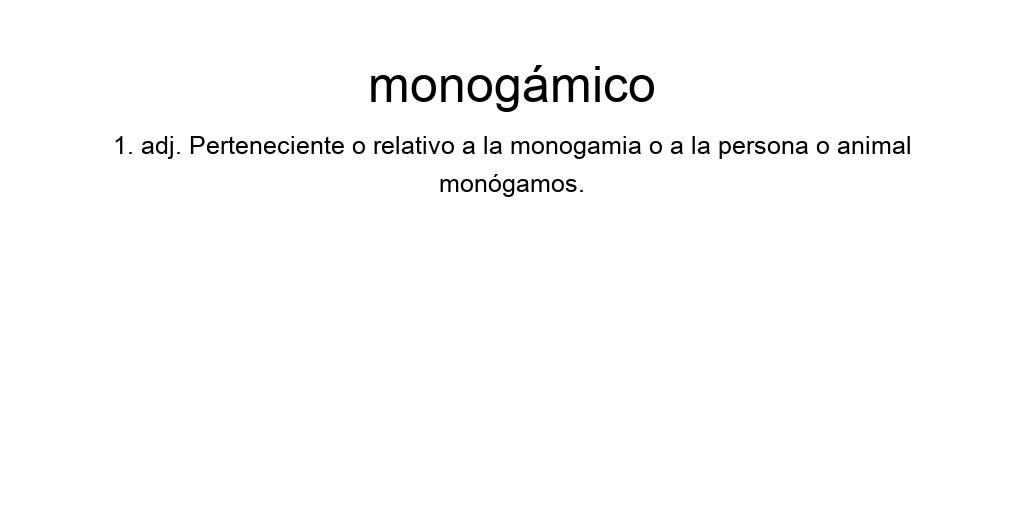 monogámico
1. adj. Perteneciente o relativo a la monogamia o a la persona o animal
monógamos.